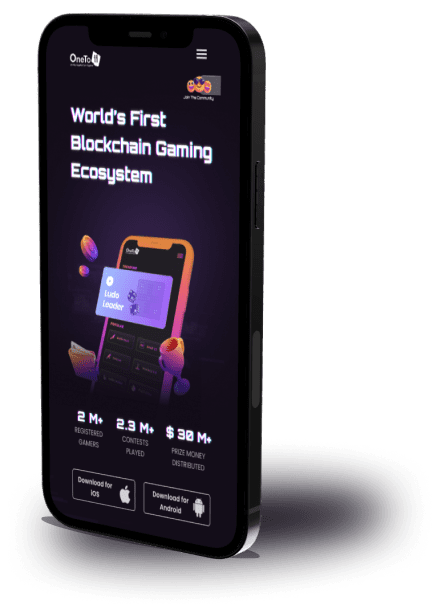 OneTo11
Join The Community
World's First
Blockchain Gaming
Ecosystem
Ludo
Leader
2 M+
REGISTERED
GAMERS
2.3 M+
CONTESTS
PLAYED
$ 30 M+
PRIZE MONEY
DISTRIBUTED
Download for
iOS
Download for
Android